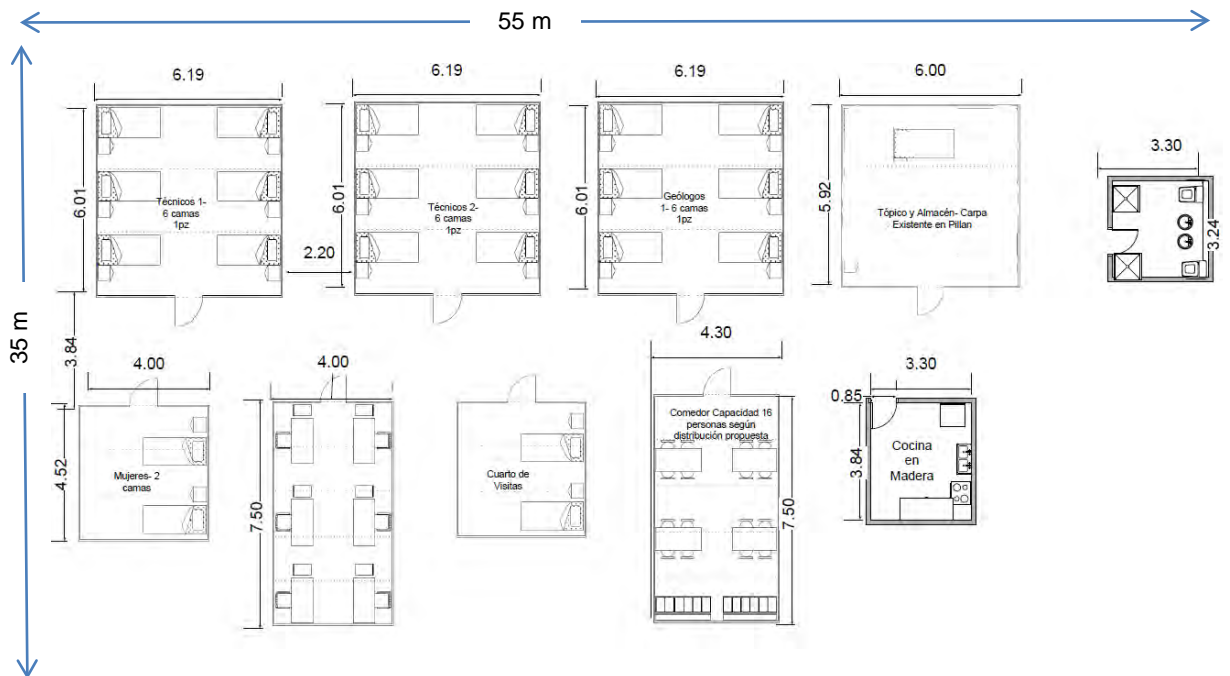 55 m
35 m
6.19
6.19
6.19
6.00
3.30
6.01
6.01
6.01
5.92
3.24
Técnicos 1-
6 camas
1pz
Técnicos 2-
6 camas
1pz
Geólogos
1- 6 camas
1pz
Tópico y Almacén- Carpa
Existente en Pillan
2.20
3.84
4.00
4.00
4.30
3.30
0.85
4.52
7.50
7.50
3.84
Mujeres- 2
camas
Cuarto de
Visitas
Comedor Capacidad 16
personas según
distribución propuesta
Cocina
en
Madera